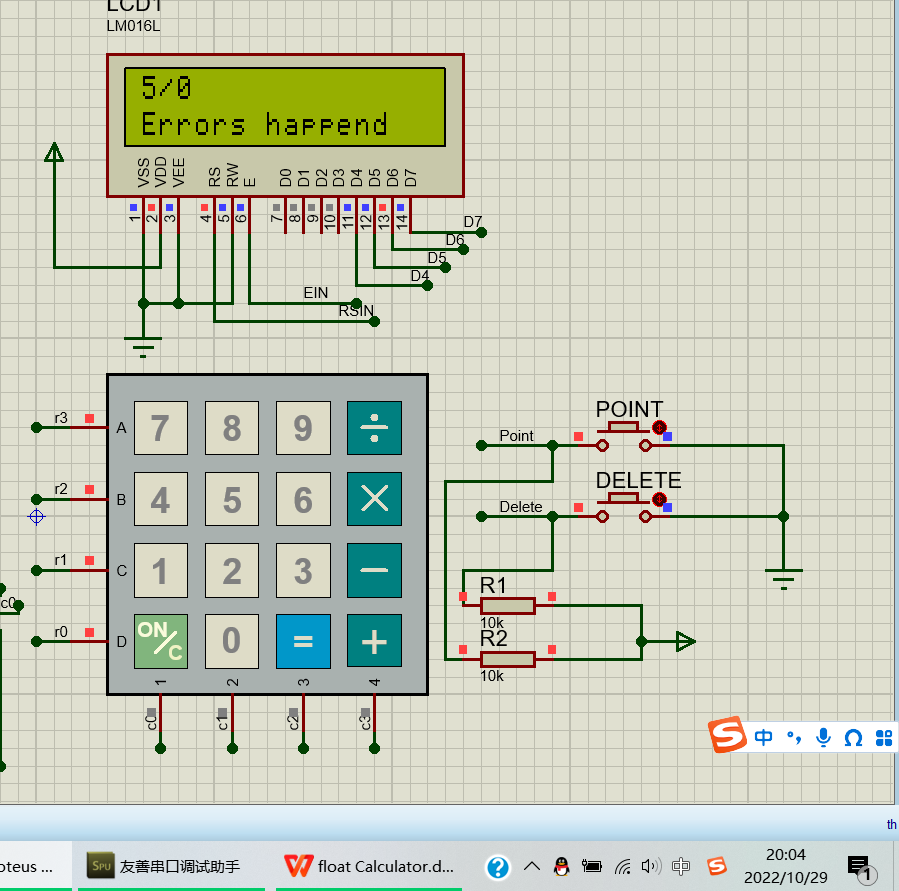 LCD1
LM016L
5/0
Errors happend
VSS VDD VEE RS RW E D0 D1 D2 D3 D4 D5 D6 D7
1 2 3 4 5 6 7 8 9 10 11 12 13 14
D7
D6
D5
D4
EIN
RSIN
r3 A 7 8 9 ÷
r2 B 4 5 6 ×
r1 C 1 2 3 −
r0 D ON/C 0 = +
1 2 3 4
c0 c1 c2 c3
c0
POINT
Point
DELETE
Delete
R1
10k
R2
10k
S 中 °,
th
oteus ...
SPU 友善串口调试助手
W float Calculator.d...
? 中 S
20:04
2022/10/29
1